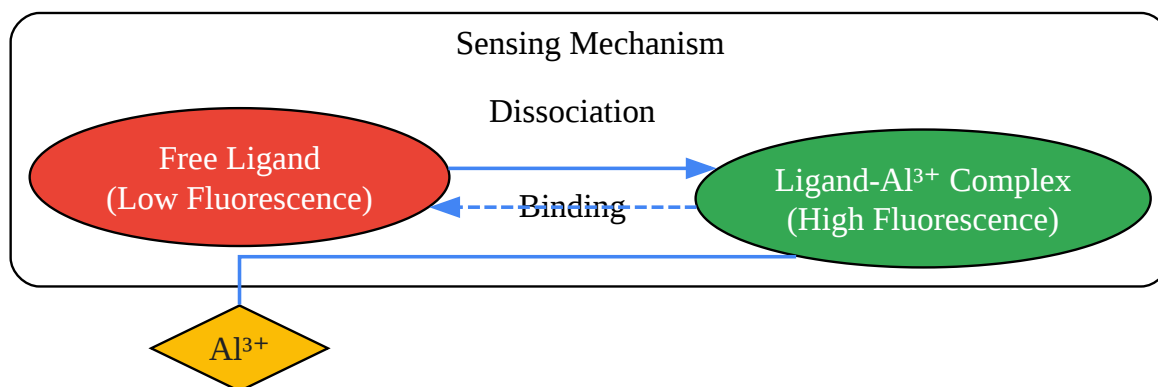 Sensing Mechanism
Dissociation
Free Ligand
(Low Fluorescence)
Binding
Ligand-Al³⁺ Complex
(High Fluorescence)
Al³⁺